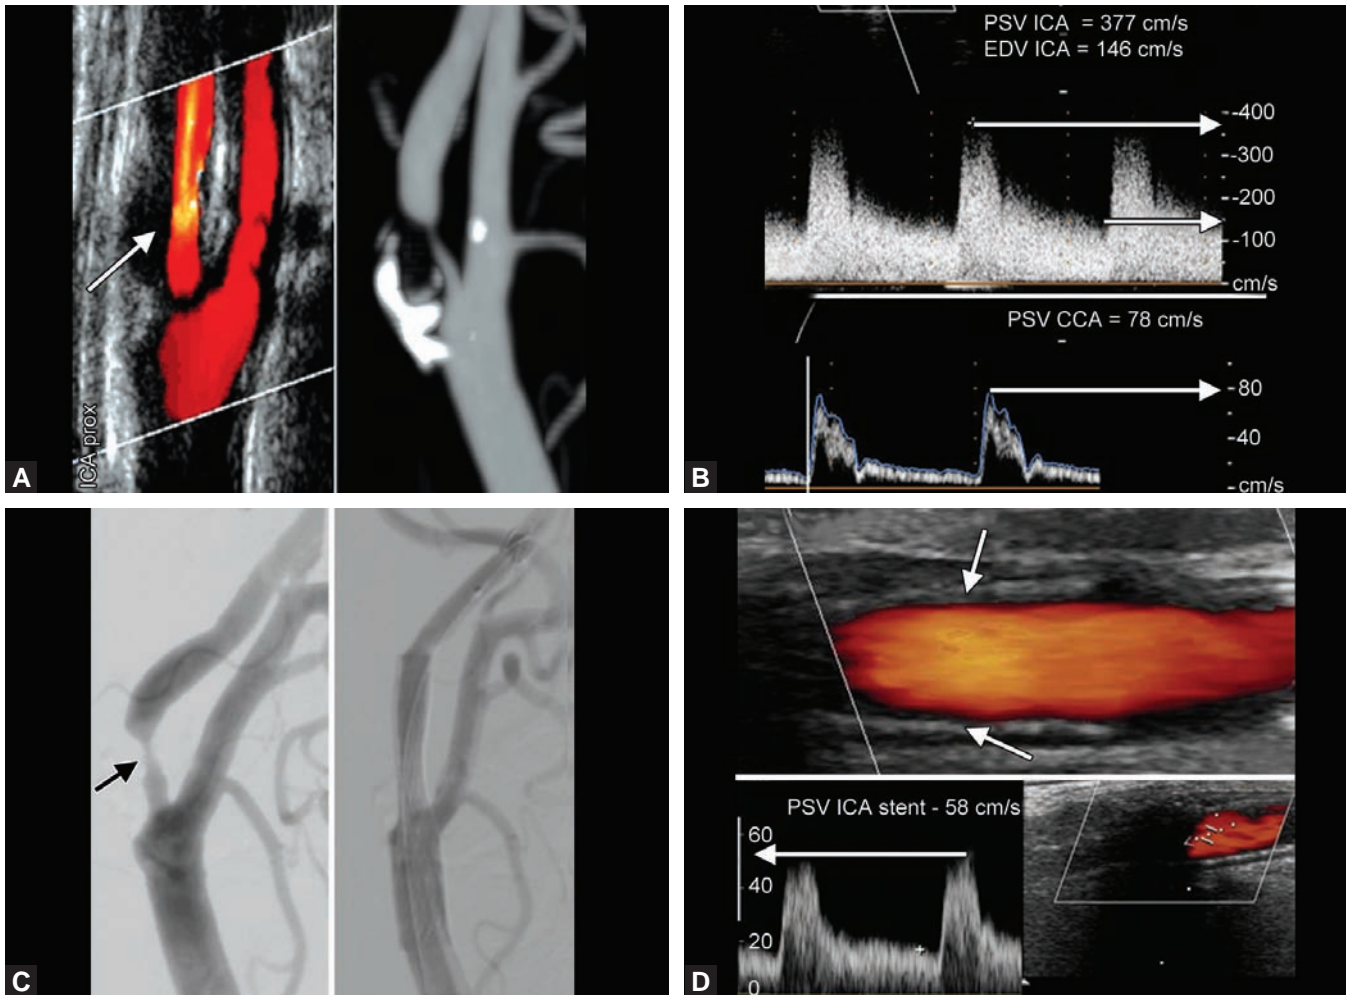 ICA prox
A
PSV ICA = 377 cm/s
EDV ICA = 146 cm/s
-400
-300
-200
-100
cm/s
PSV CCA = 78 cm/s
80
40
cm/s
B
C
PSV ICA stent - 58 cm/s
60
40
20
0
D